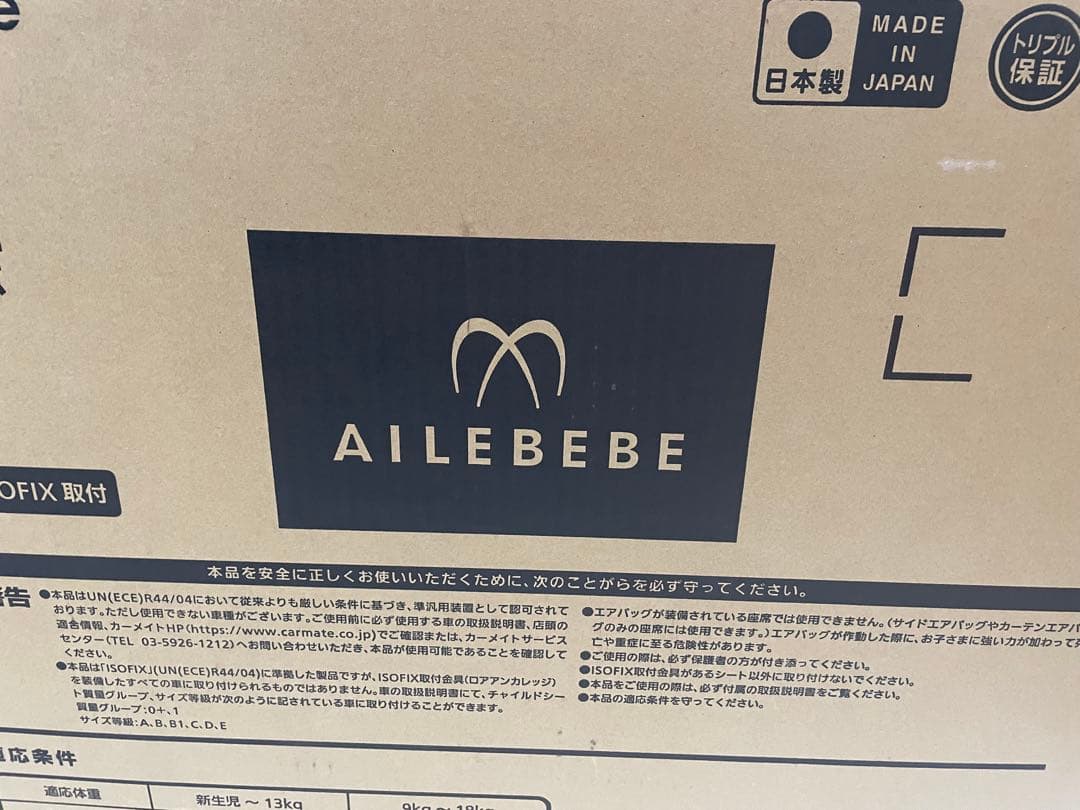 e
MADE
IN
JAPAN
日本製
トリプル
保証
AILEBEBE
OFIX 取付
本品を安全に正しくお使いいただくために、次のことがらを必ず守ってください。
警告
●本品はUN(ECE)R44/04において従来よりも厳しい条件に基づき、準汎用装置として認可されて
おります。ただし使用できない車種がございます。ご使用前に必ず使用する車の取扱説明書、店頭の
適合情報、カーメイトHP(https://www.carmate.co.jp)でご確認または、カーメイトサービス
センター(TEL 03-5926-1212)へお問い合わせいただき、本品が使用可能であることを確認して
ください。
●本品は「ISOFIX」(UN(ECE)R44/04)に準拠した製品ですが、ISOFIX取付金具(ロアアンカレッジ)
を装備したすべての車に取り付けられるものではありません。車の取扱説明書にて、チャイルドシー
ト質量グループ、サイズ等級が次のように記されている車に取り付けることができます。
質量グループ:0+、1
サイズ等級:A、B、B1、C、D、E
●エアバッグが装備されている座席では使用できません。(サイドエアバッグやカーテンエアバ
グのみの座席には使用できます。)エアバッグが作動した際に、お子さまに強い力が加わって死
亡や重症に至る危険性があります。
●ご使用の際は、必ず保護者の方が付き添ってください。
●ISOFIX取付金具があるシート以外に取り付けないでください。
●本品をご使用の際は、必ず付属の取扱説明書をご覧ください。
●本品の適応条件を守ってください。
適応条件
適応体重
新生児～13kg
9kg～18kg